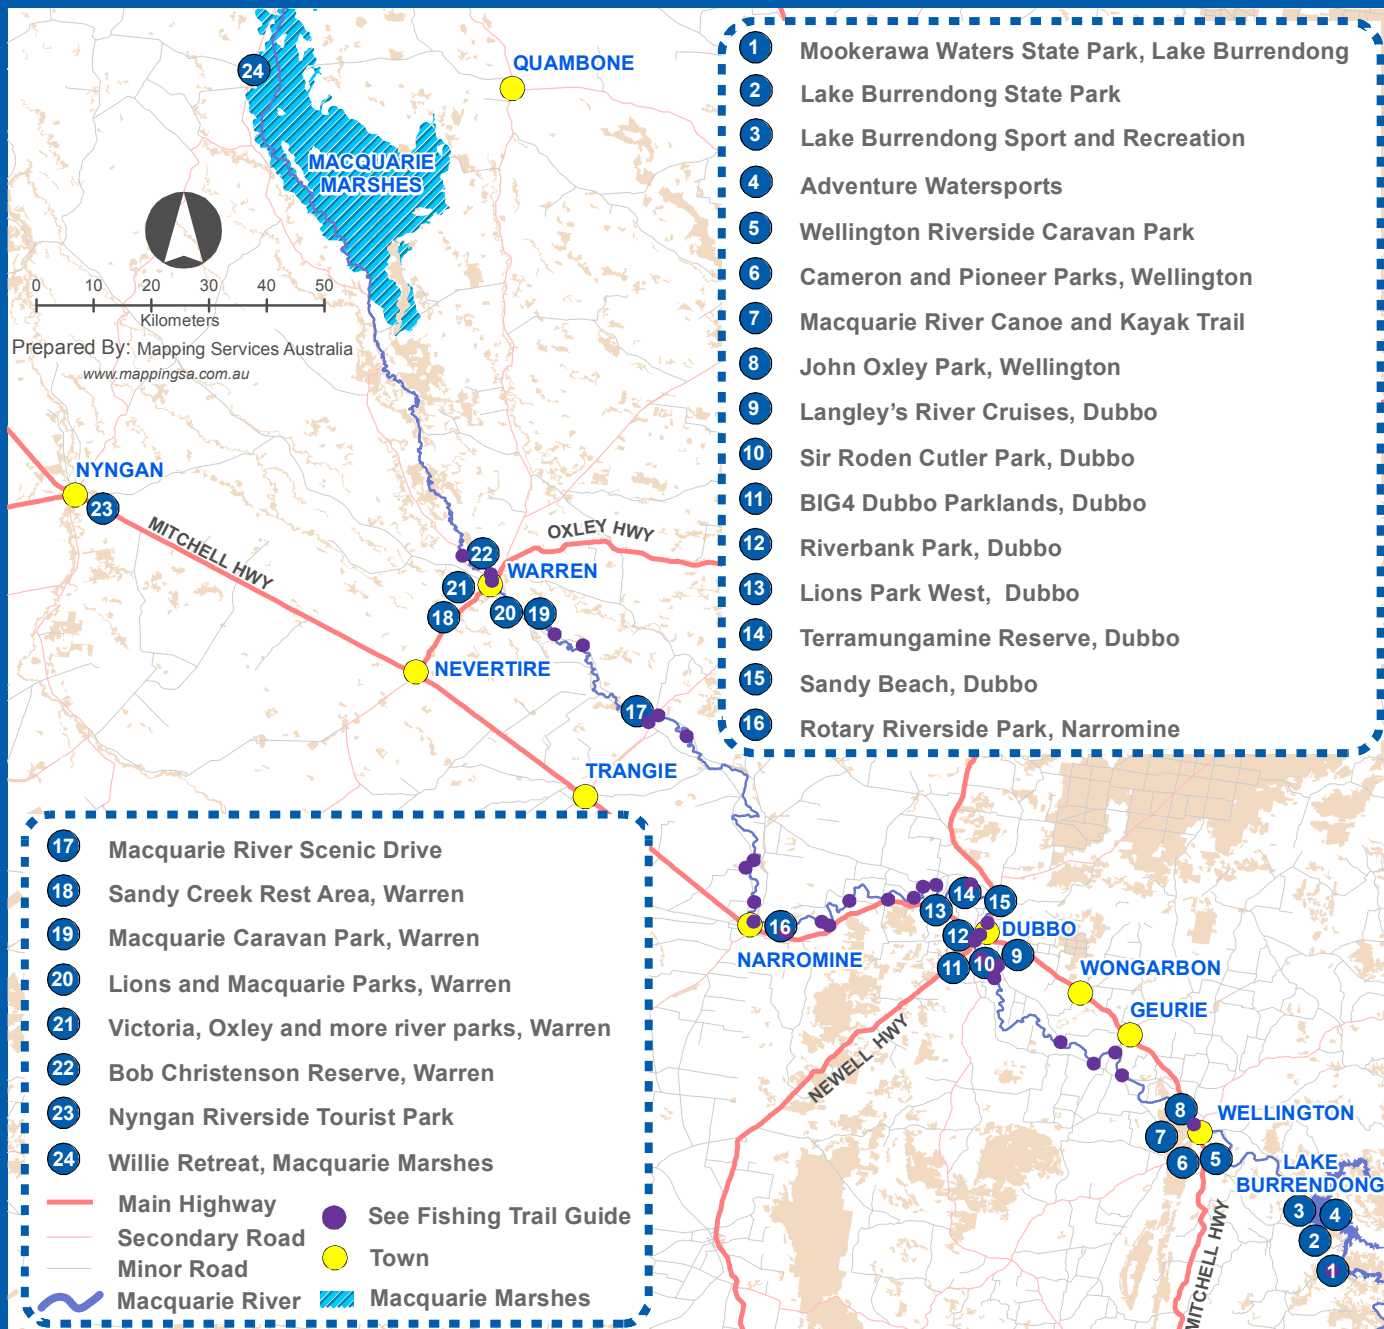 24
QUAMBONE
MACQUARIE
MARSHES
0 10 20 30 40 50
Kilometers
Prepared By: Mapping Services Australia
www.mappingsa.com.au
1 Mookerawa Waters State Park, Lake Burrendong
2 Lake Burrendong State Park
3 Lake Burrendong Sport and Recreation
4 Adventure Watersports
5 Wellington Riverside Caravan Park
6 Cameron and Pioneer Parks, Wellington
7 Macquarie River Canoe and Kayak Trail
8 John Oxley Park, Wellington
9 Langley's River Cruises, Dubbo
10 Sir Roden Cutler Park, Dubbo
11 BIG4 Dubbo Parklands, Dubbo
12 Riverbank Park, Dubbo
13 Lions Park West, Dubbo
14 Terramungamine Reserve, Dubbo
15 Sandy Beach, Dubbo
16 Rotary Riverside Park, Narromine
NYNGAN
23
MITCHELL HWY
OXLEY HWY
22
WARREN
21
18
20
19
NEVERTIRE
17
TRANGIE
17 Macquarie River Scenic Drive
18 Sandy Creek Rest Area, Warren
19 Macquarie Caravan Park, Warren
20 Lions and Macquarie Parks, Warren
21 Victoria, Oxley and more river parks, Warren
22 Bob Christenson Reserve, Warren
23 Nyngan Riverside Tourist Park
24 Willie Retreat, Macquarie Marshes
Main Highway
Secondary Road
Minor Road
Macquarie River
See Fishing Trail Guide
Town
Macquarie Marshes
16
NARROMINE
13
14
15
12
DUBBO
11
10
9
WONGARBON
GEURIE
NEWELL HWY
8
WELLINGTON
7
6
5
LAKE
BURRENDONG
3
4
2
1
MITCHELL HWY